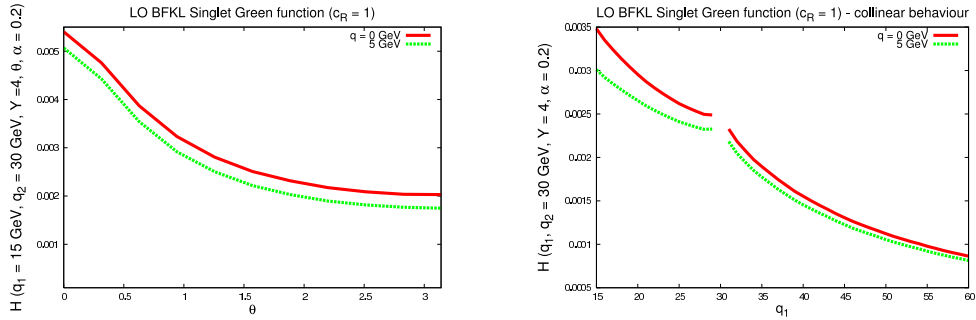 LO BFKL Singlet Green function (c_R = 1)
H (q_1 = 15 GeV, q_2 = 30 GeV, Y =4, θ, α = 0.2)
q = 0 GeV
5 GeV
0.005
0.004
0.003
0.002
0.001
0 0.5 1 1.5 2 2.5 3
θ
LO BFKL Singlet Green function (c_R = 1) - collinear behaviour
H (q_1, q_2 = 30 GeV, Y = 4, α = 0.2)
q = 0 GeV
5 GeV
0.0035
0.003
0.0025
0.002
0.0015
0.001
0.0005
15 20 25 30 35 40 45 50 55 60
q_1